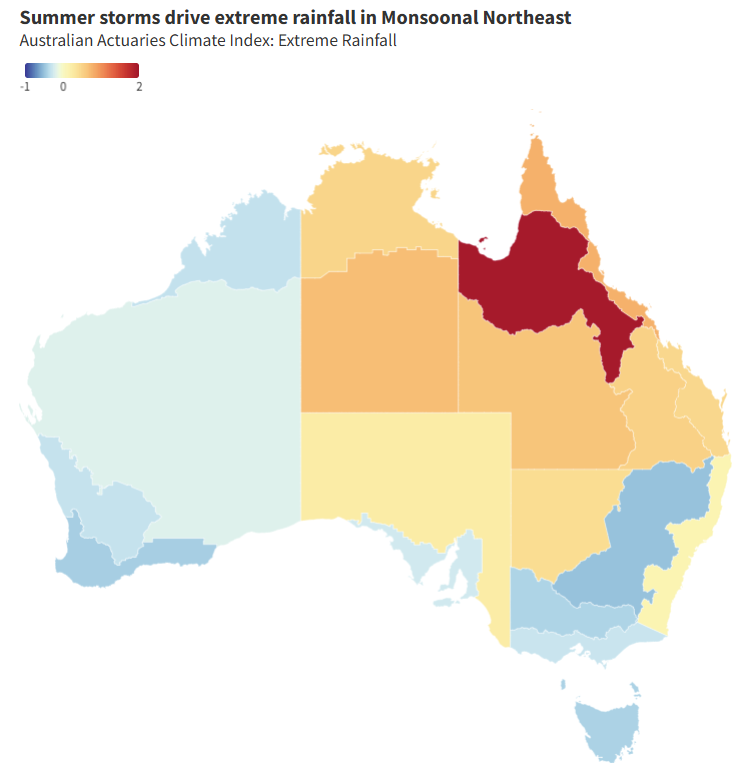 Summer storms drive extreme rainfall in Monsoonal Northeast
Australian Actuaries Climate Index: Extreme Rainfall
-1 0 2